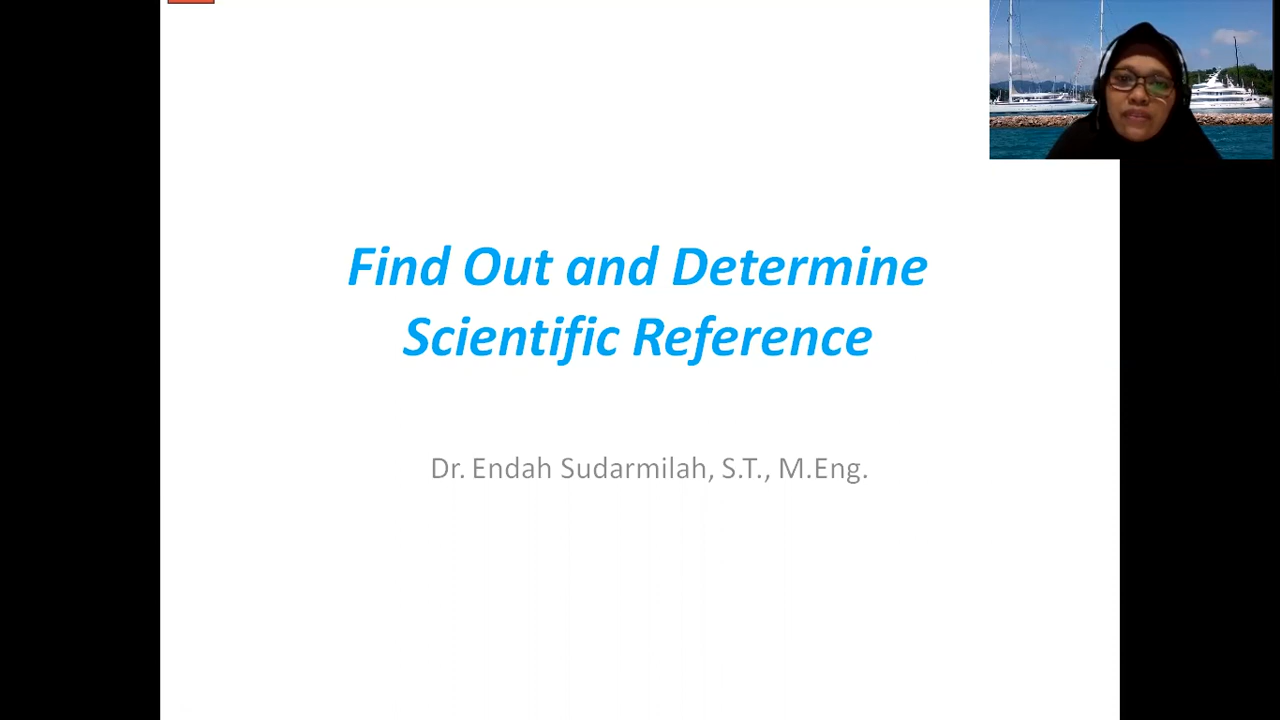 Find Out and Determine
Scientific Reference
Dr. Endah Sudarmilah, S.T., M.Eng.